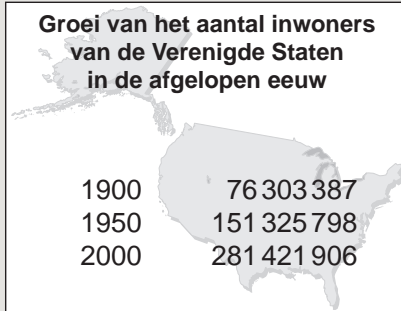 Groei van het aantal inwoners
van de Verenigde Staten
in de afgelopen eeuw
1900 76 303 387
1950 151 325 798
2000 281 421 906